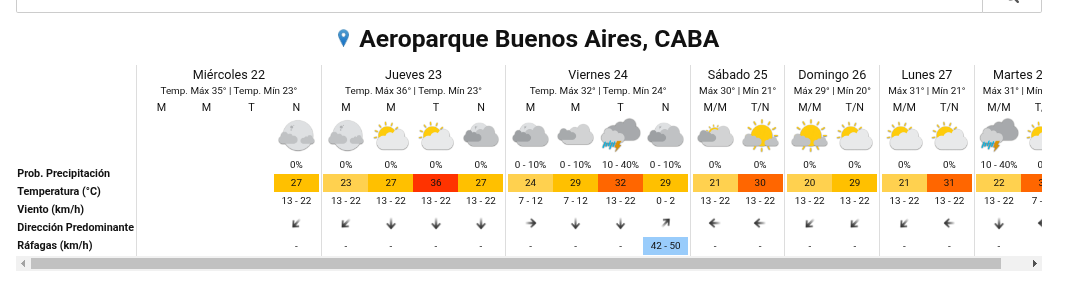 Aeroparque Buenos Aires, CABA
Miércoles 22 Jueves 23 Viernes 24 Sábado 25 Domingo 26 Lunes 27 Martes 2
Temp. Máx 35° | Temp. Mín 23° Temp. Máx 36° | Temp. Mín 23° Temp. Máx 32° | Temp. Mín 24° Máx 30° | Mín 21° Máx 29° | Mín 20° Máx 31° | Mín 21° Máx 31° | Mín
M M T N M M T N M M T N M/M T/N M/M T/N M/M T/N M/M T/
Prob. Precipitación 0% 0% 0% 0% 0% 0 - 10% 0 - 10% 10 - 40% 0 - 10% 0% 0% 0% 0% 0% 0% 10 - 40% 0
Temperatura (°C) 27 23 27 36 27 24 29 32 29 21 30 20 29 21 31 22 3
Viento (km/h) 13 - 22 13 - 22 13 - 22 13 - 22 13 - 22 7 - 12 7 - 12 13 - 22 0 - 2 13 - 22 13 - 22 13 - 22 13 - 22 13 - 22 13 - 22 13 - 22 7 -
Dirección Predominante
Ráfagas (km/h) - - - - - - - - 42 - 50 - - - - - - -